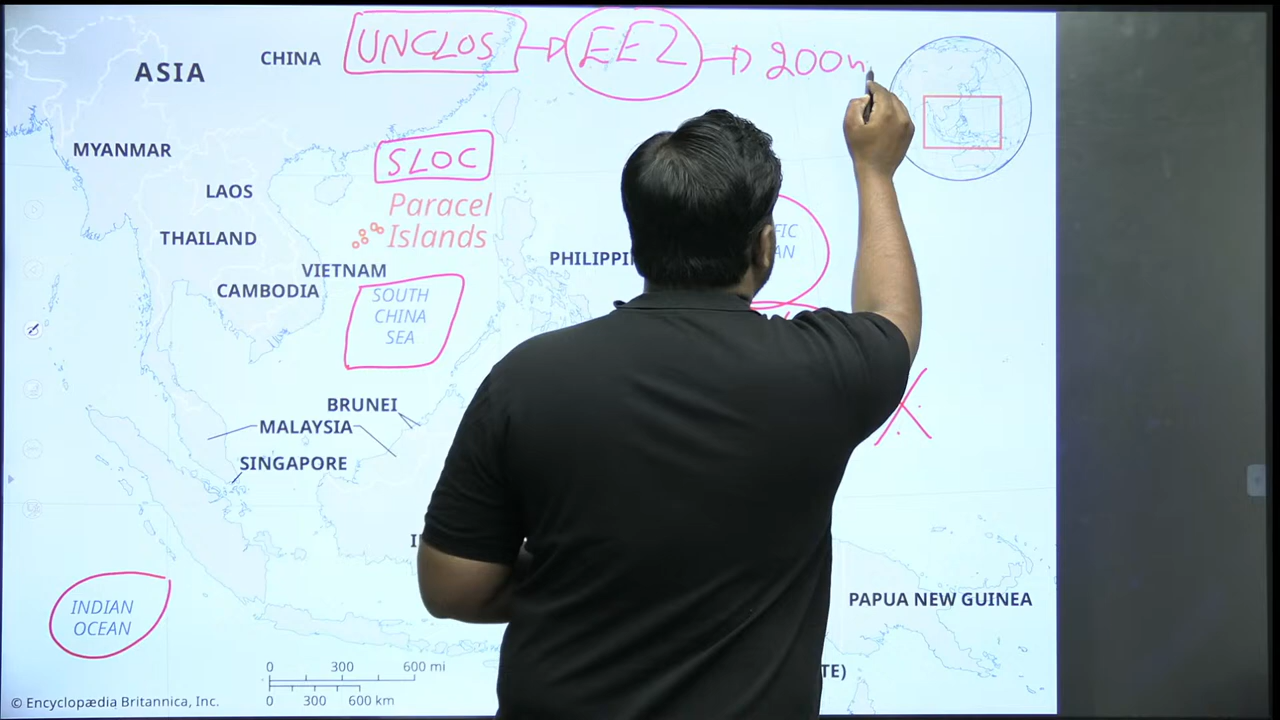 UNCLOS → EEZ → 200n
CHINA
ASIA
MYANMAR
SLOC
LAOS
Paracel
Islands
THAILAND
VIETNAM
CAMBODIA
SOUTH
CHINA
SEA
BRUNEI
MALAYSIA
SINGAPORE
INDIAN
OCEAN
PAPUA NEW GUINEA
0 300 600 mi
0 300 600 km
© Encyclopædia Britannica, Inc.